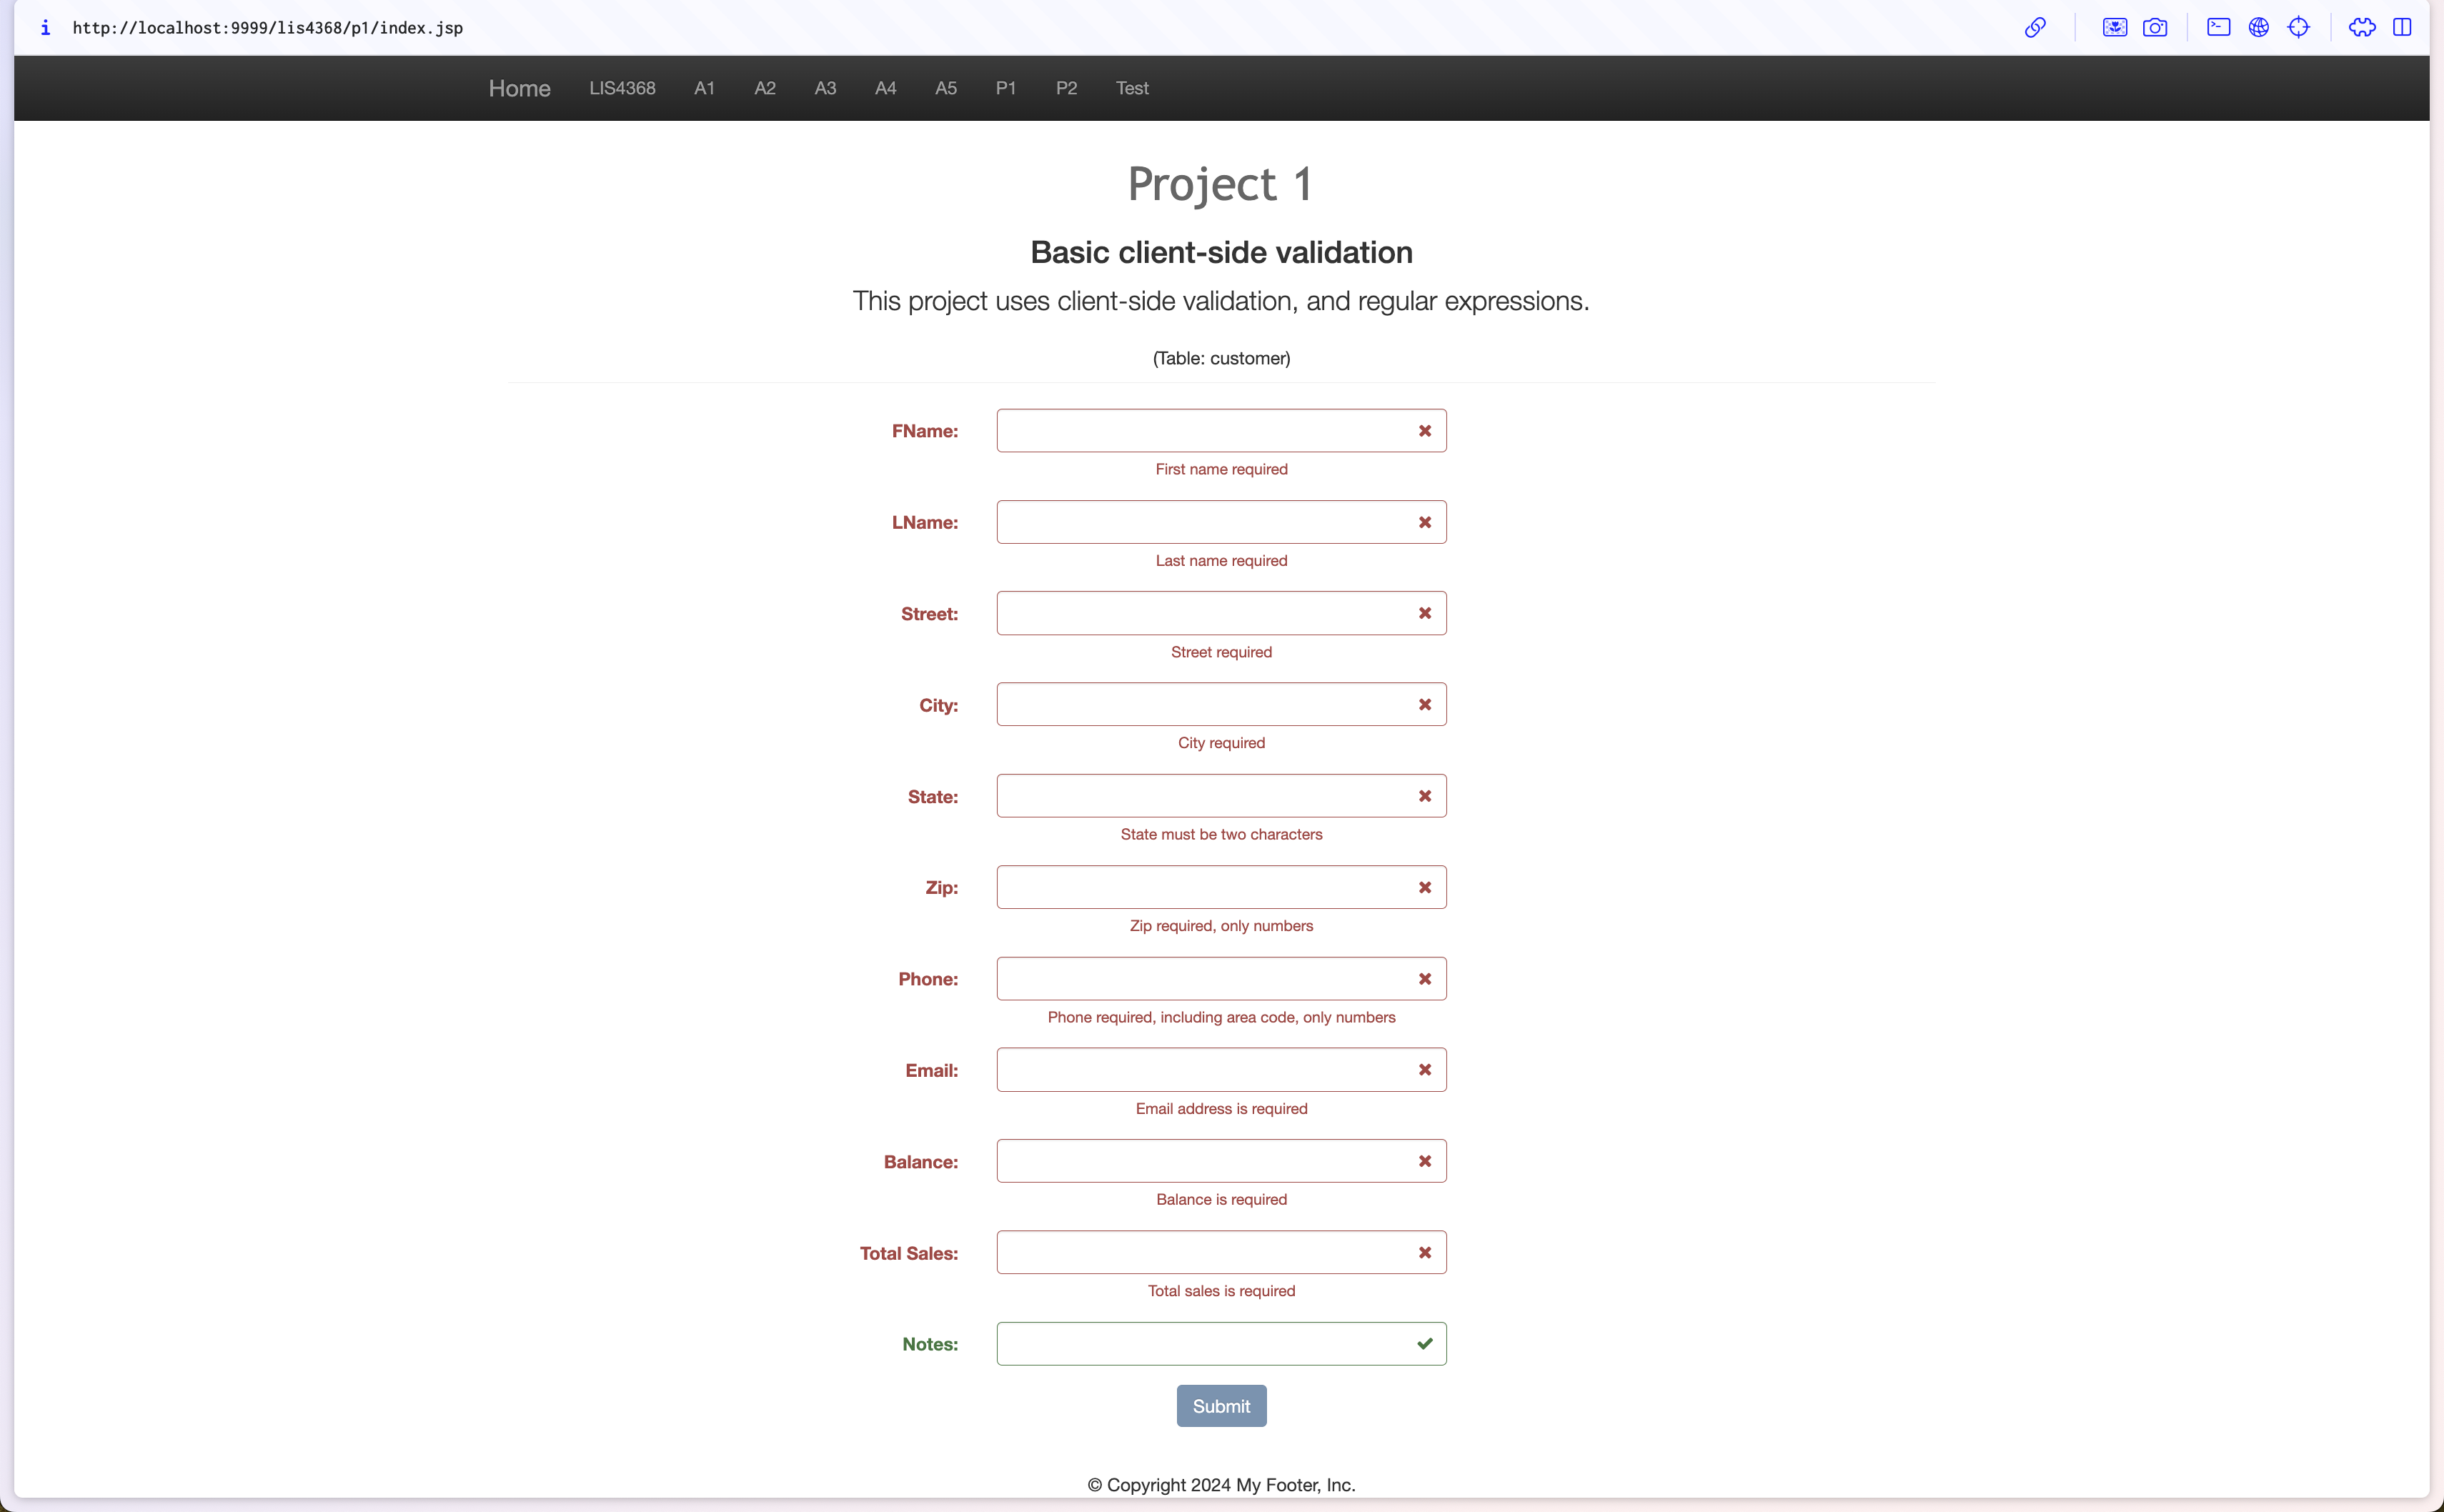 i http://localhost:9999/lis4368/p1/index.jsp
Home LIS4368 A1 A2 A3 A4 A5 P1 P2 Test
Project 1
Basic client-side validation
This project uses client-side validation, and regular expressions.
(Table: customer)
FName:
First name required
LName:
Last name required
Street:
Street required
City:
City required
State:
State must be two characters
Zip:
Zip required, only numbers
Phone:
Phone required, including area code, only numbers
Email:
Email address is required
Balance:
Balance is required
Total Sales:
Total sales is required
Notes:
Submit
© Copyright 2024 My Footer, Inc.